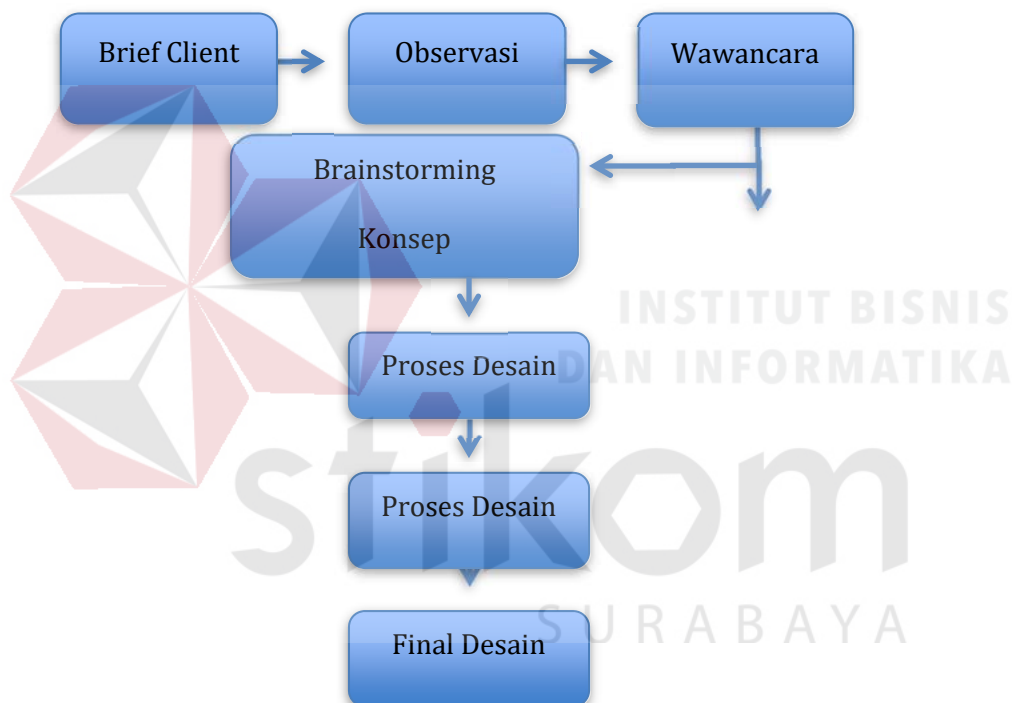 Brief Client
Observasi
Wawancara
Brainstorming
Konsep
INSTITUT BISNIS
DAN INFORMATIKA
Proses Desain
stikom
Proses Desain
SURABAYA
Final Desain